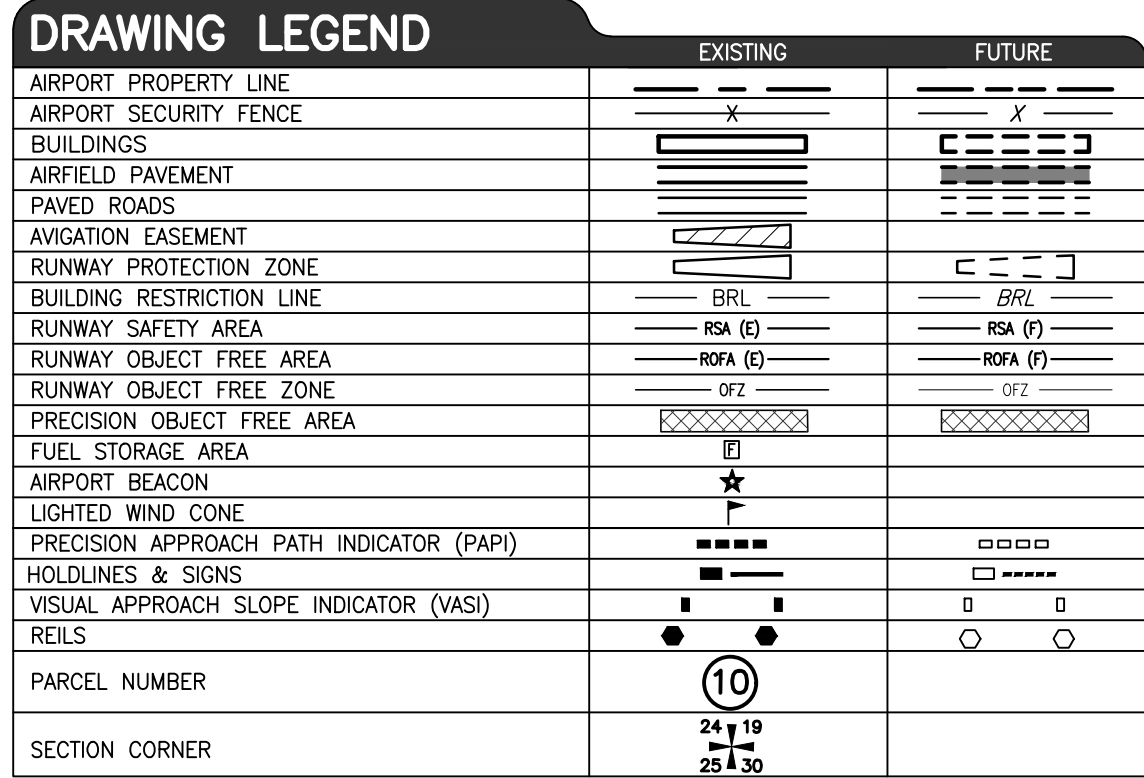 DRAWING LEGEND
EXISTING FUTURE
AIRPORT PROPERTY LINE
AIRPORT SECURITY FENCE X X
BUILDINGS
AIRFIELD PAVEMENT
PAVED ROADS
AVIGATION EASEMENT
RUNWAY PROTECTION ZONE
BUILDING RESTRICTION LINE BRL BRL
RUNWAY SAFETY AREA RSA (E) RSA (F)
RUNWAY OBJECT FREE AREA ROFA (E) ROFA (F)
RUNWAY OBJECT FREE ZONE OFZ OFZ
PRECISION OBJECT FREE AREA
FUEL STORAGE AREA F
AIRPORT BEACON
LIGHTED WIND CONE
PRECISION APPROACH PATH INDICATOR (PAPI)
HOLDLINES & SIGNS
VISUAL APPROACH SLOPE INDICATOR (VASI)
REILS
PARCEL NUMBER 10
SECTION CORNER
24 19
25 30